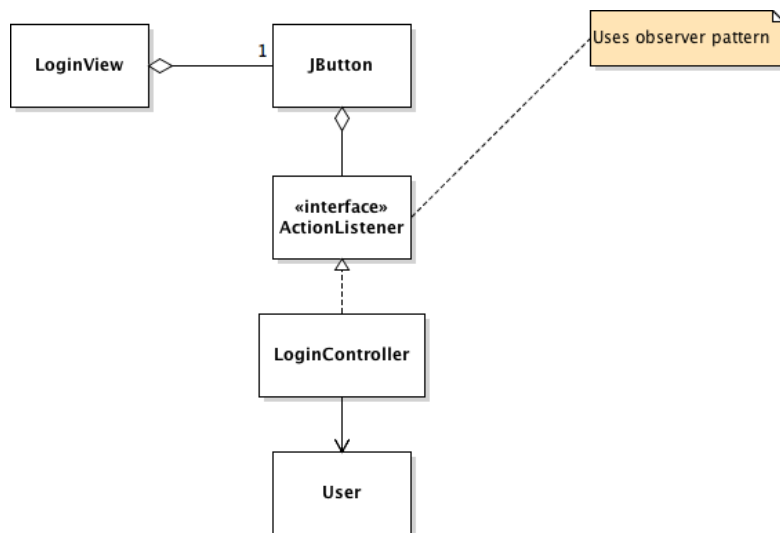 Uses observer pattern
LoginView
1
JButton
«interface»
ActionListener
LoginController
User